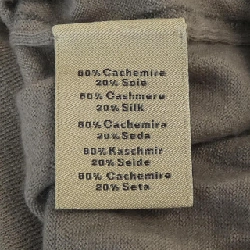 80% Cachemire
20% Soie
80% Cashmere
20% Silk
80% Cachemira
20% Seda
80% Kaschmir
20% Seide
80% Cachemire
20% Seta